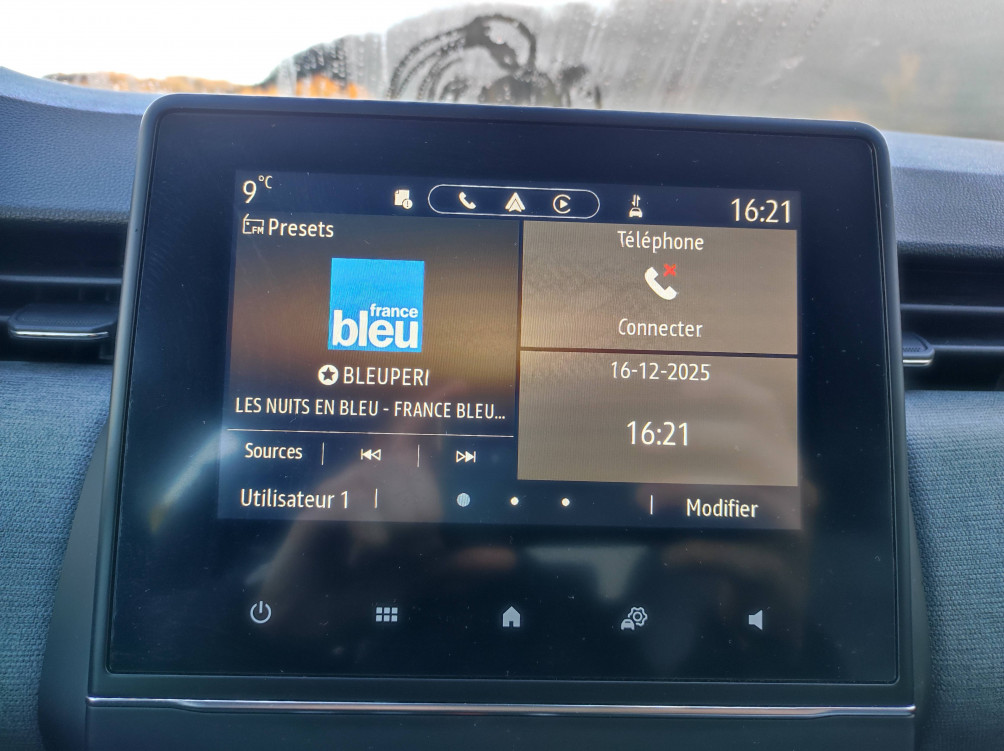 9°C
16:21
FM Presets
france
bleu
BLEUPERI
LES NUITS EN BLEU - FRANCE BLEU...
Téléphone
Connecter
16-12-2025
16:21
Sources
Utilisateur 1
Modifier